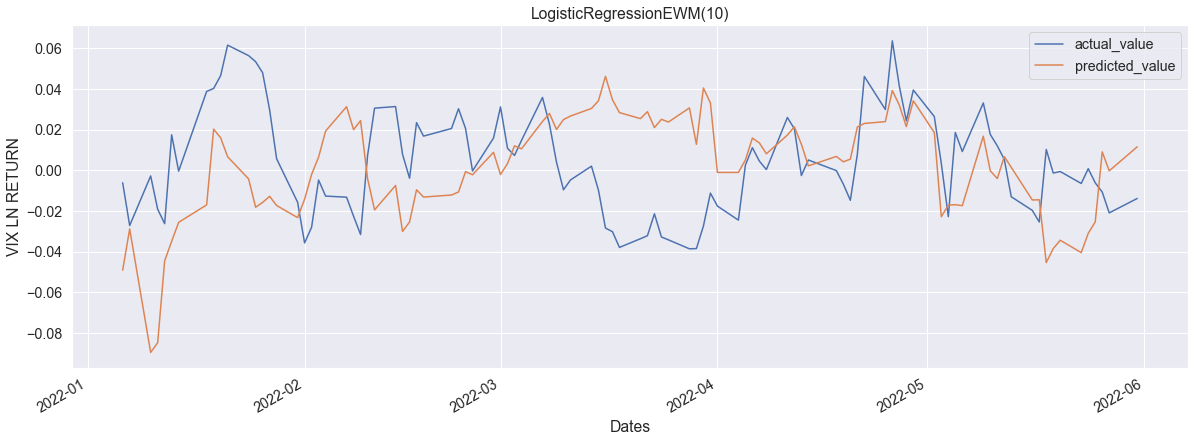 LogisticRegressionEWM(10)
actual_value
predicted_value
VIX LN RETURN
0.06
0.04
0.02
0.00
−0.02
−0.04
−0.06
−0.08
2022-01
2022-02
2022-03
2022-04
2022-05
2022-06
Dates